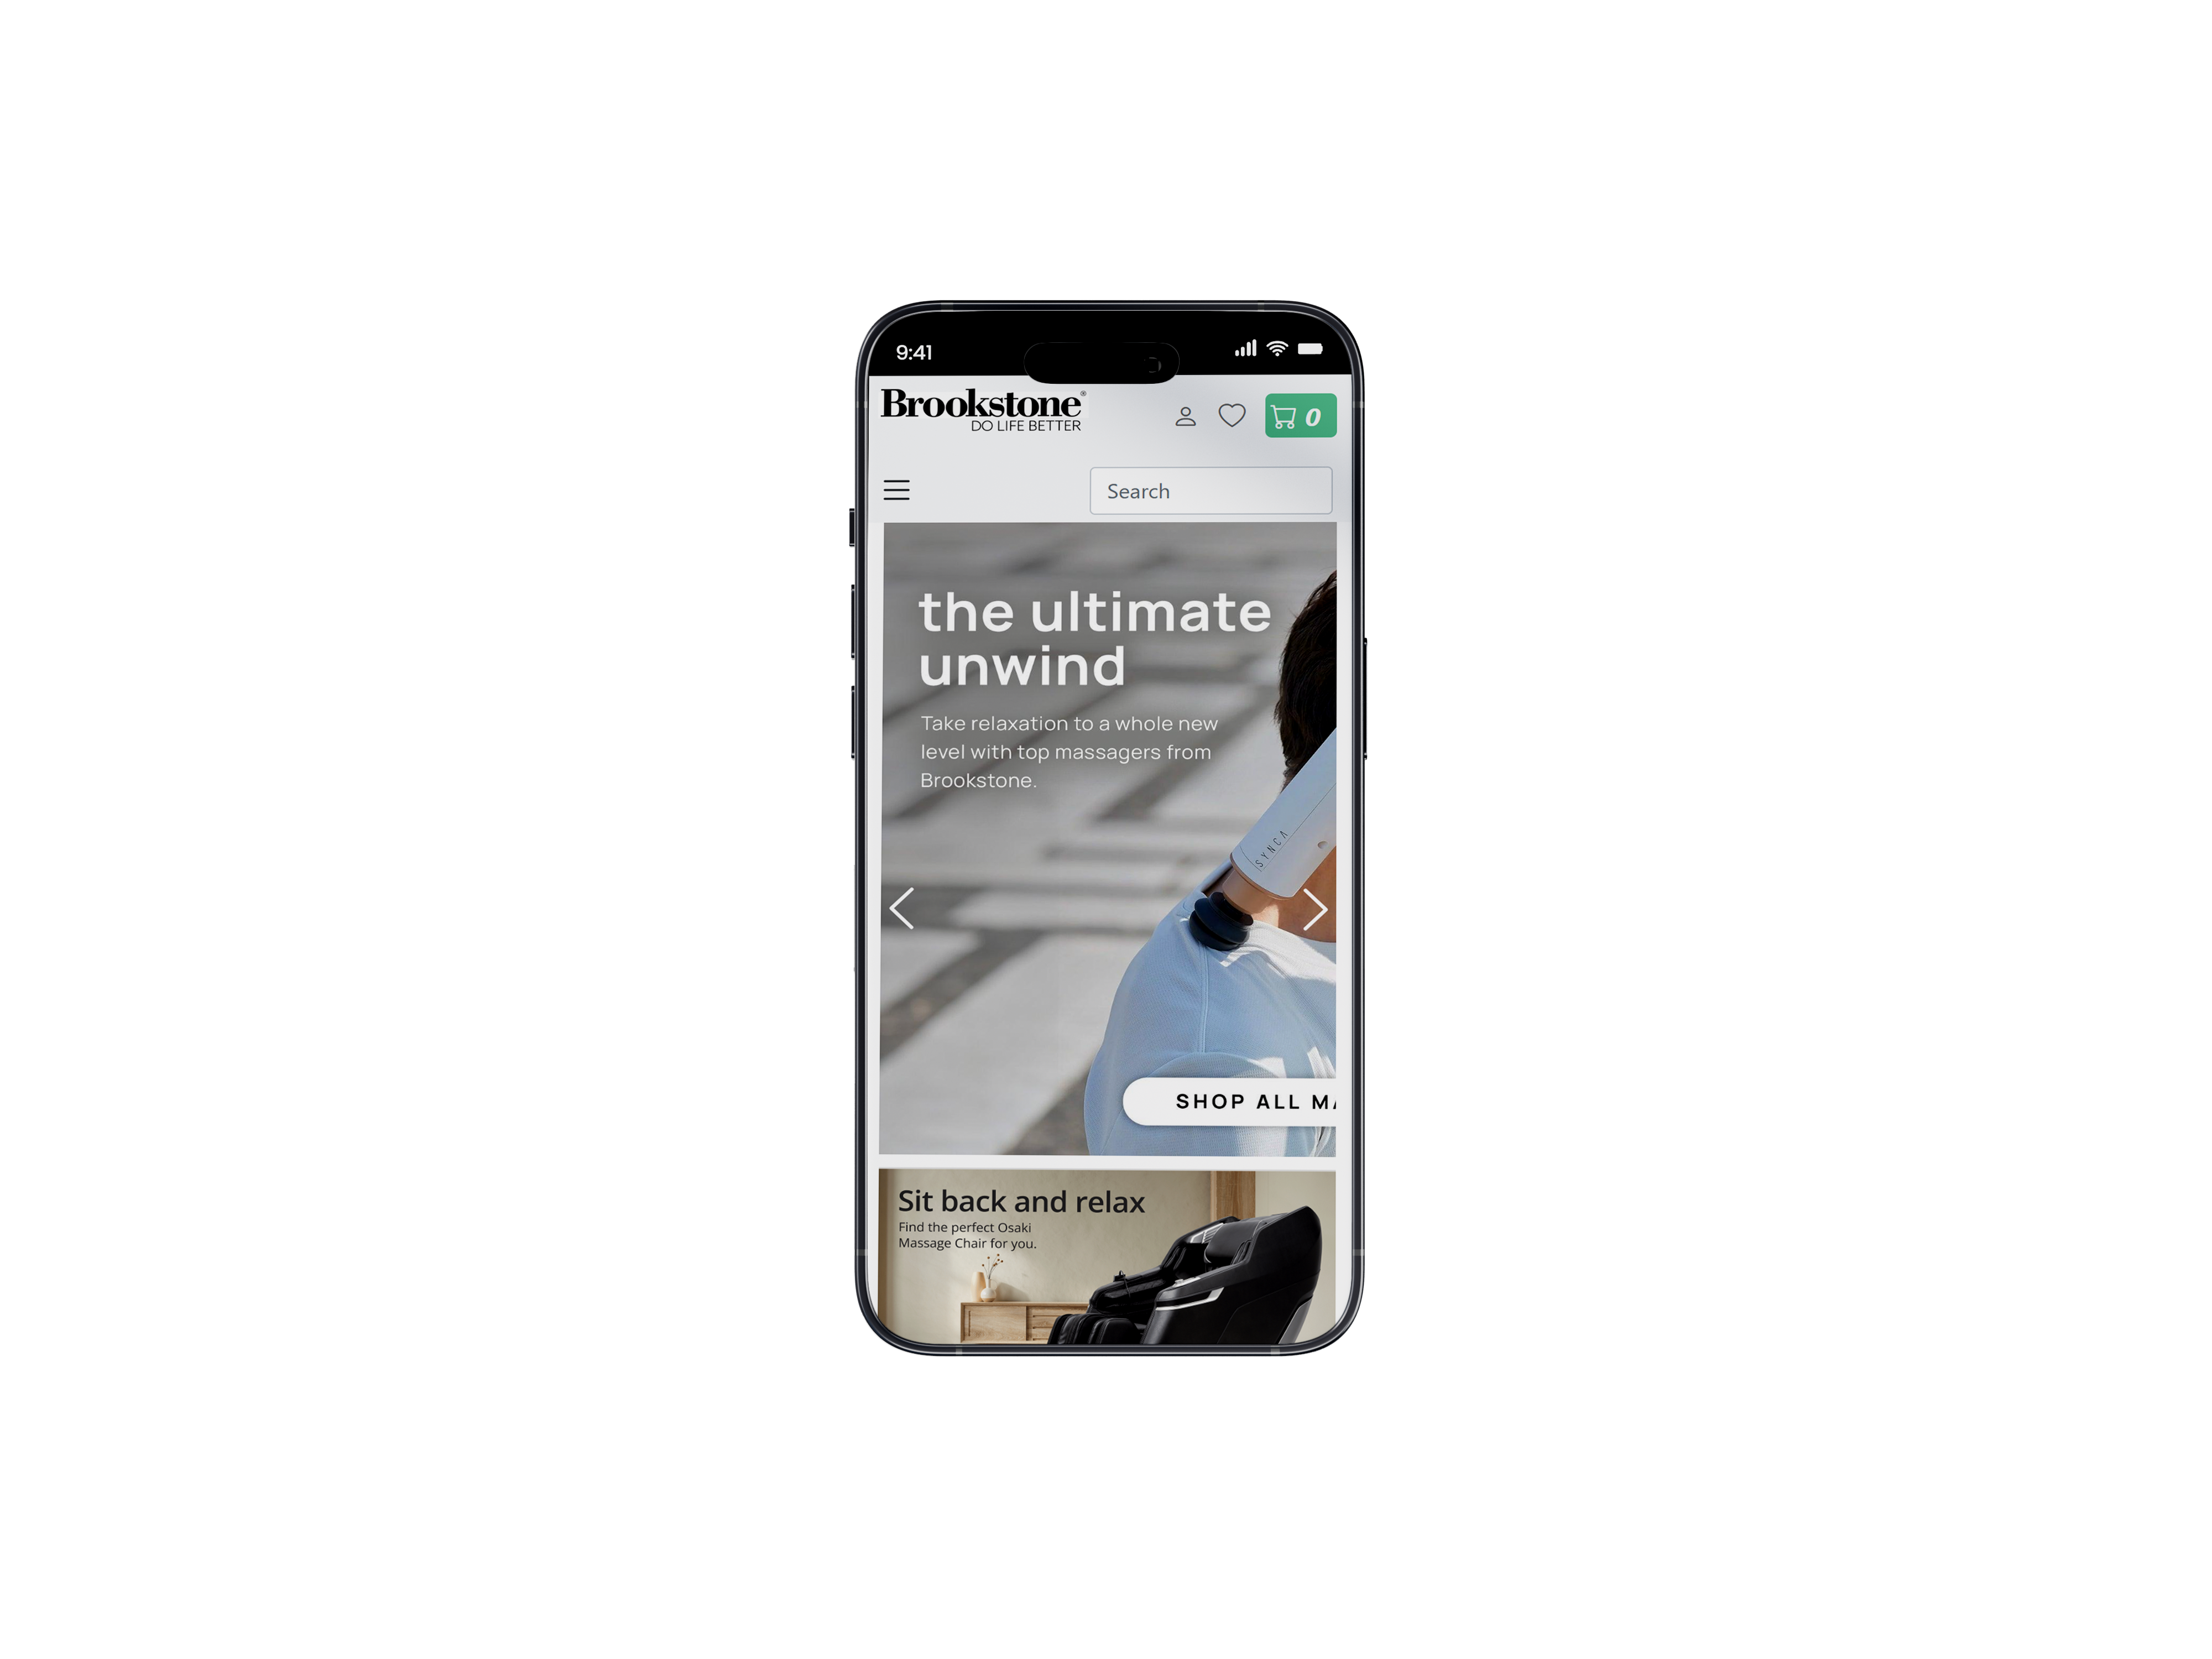 9:41
Brookstone®
DO LIFE BETTER
0
Search
the ultimate
unwind
Take relaxation to a whole new
level with top massagers from
Brookstone.
SYNCA
SHOP ALL
Sit back and relax
Find the perfect Osaki
Massage Chair for you.